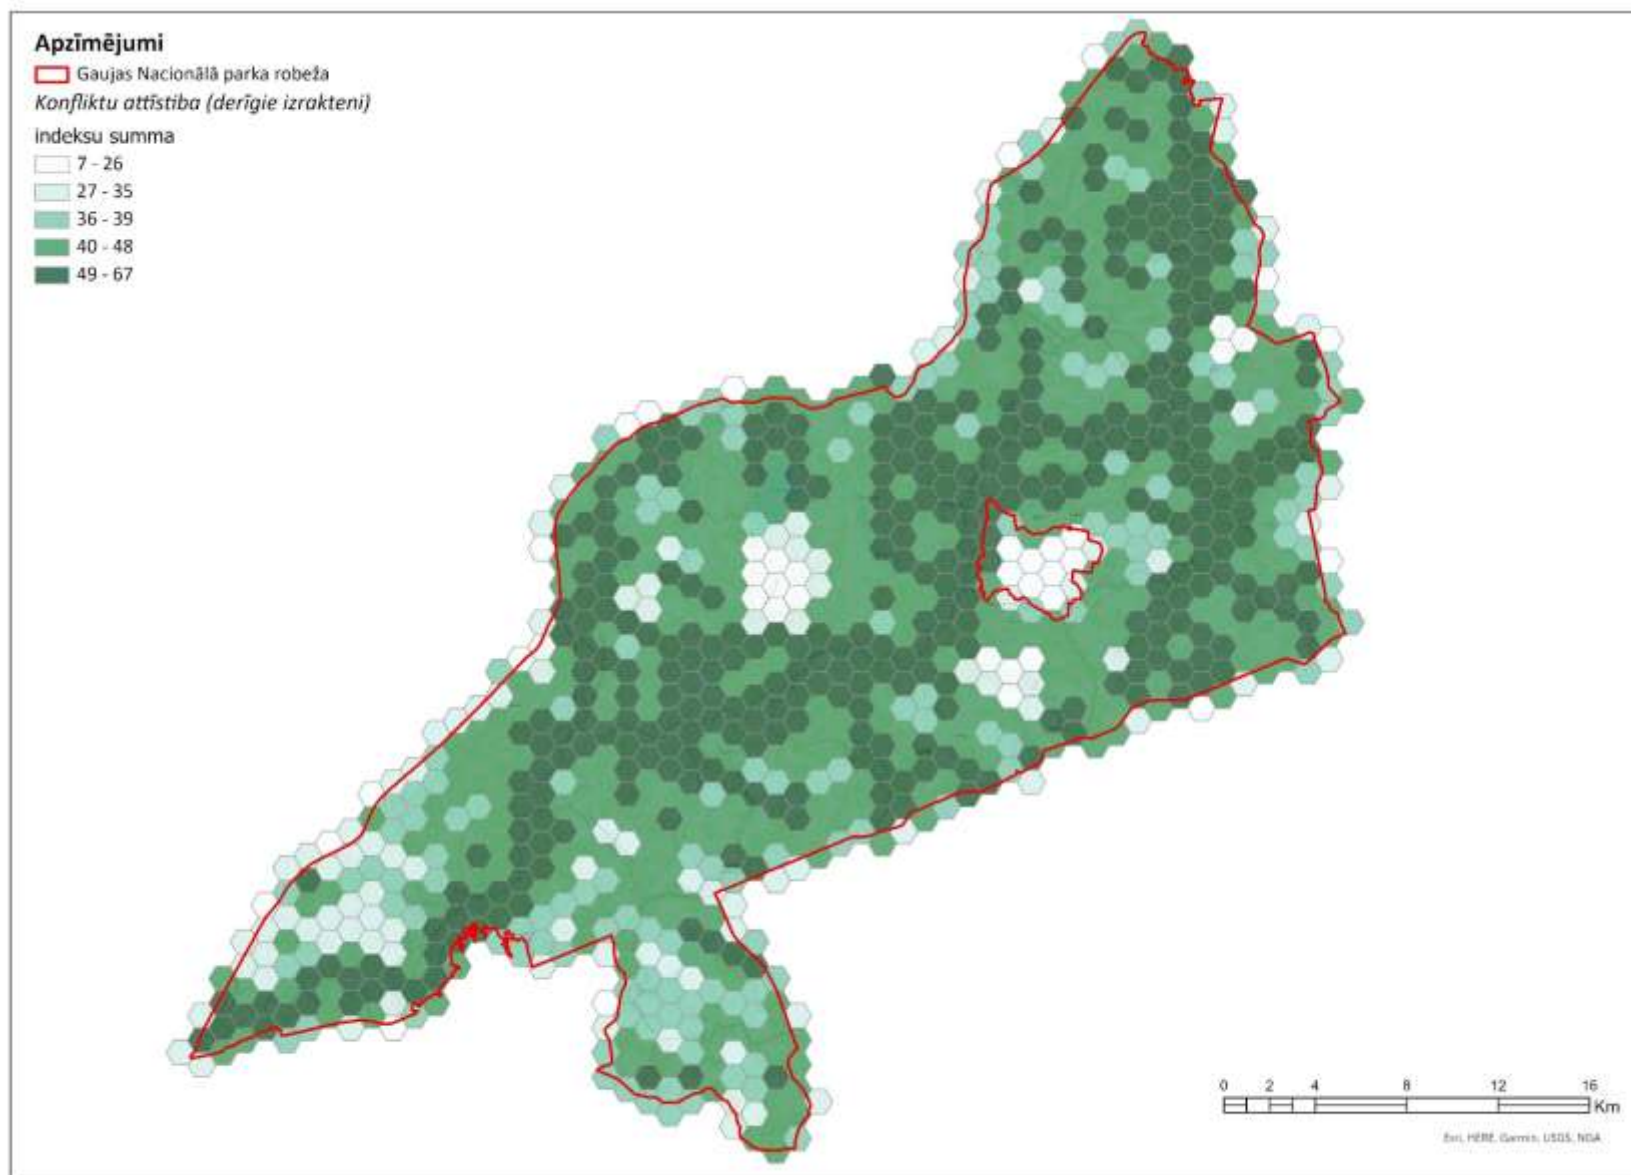 Apzīmējumi
Gaujas Nacionālā parka robeža
Konfliktu attīstība (derīgie izrakteni)
indeksu summa
7 - 26
27 - 35
36 - 39
40 - 48
49 - 67
0 2 4 8 12 16
Km
Esri, HERE, Garmin, USGS, NGA